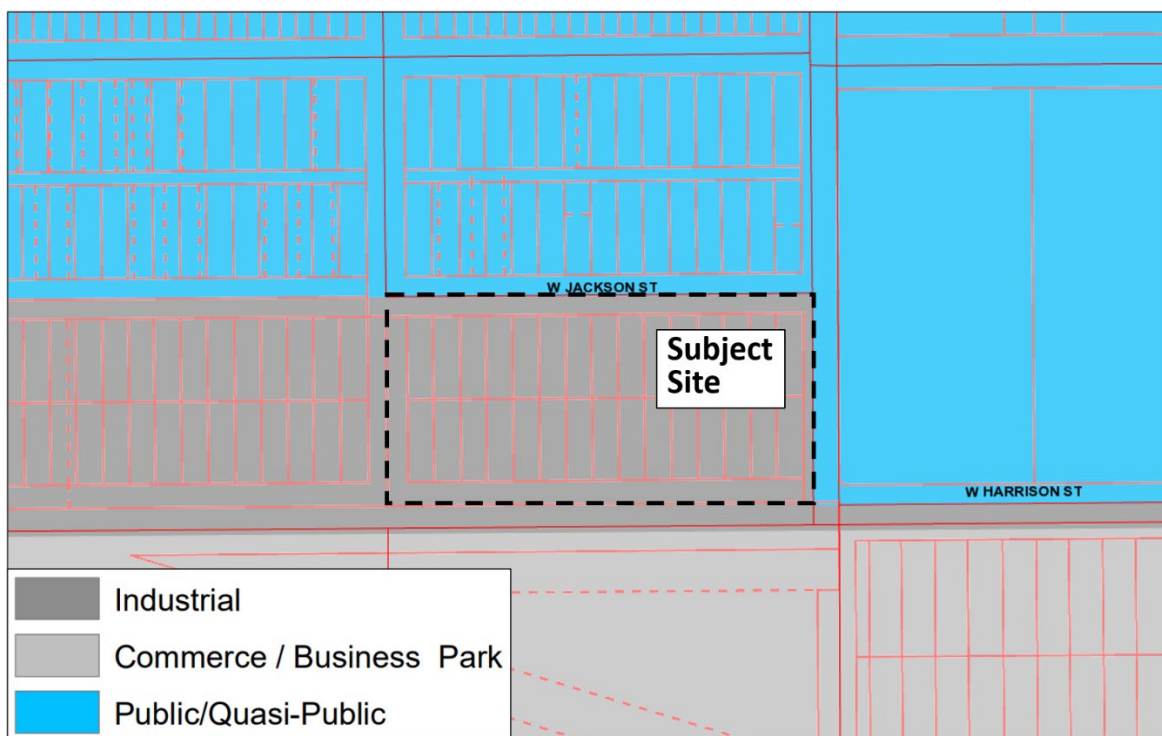 W JACKSON ST
Subject
Site
W HARRISON ST
Industrial
Commerce / Business Park
Public/Quasi-Public